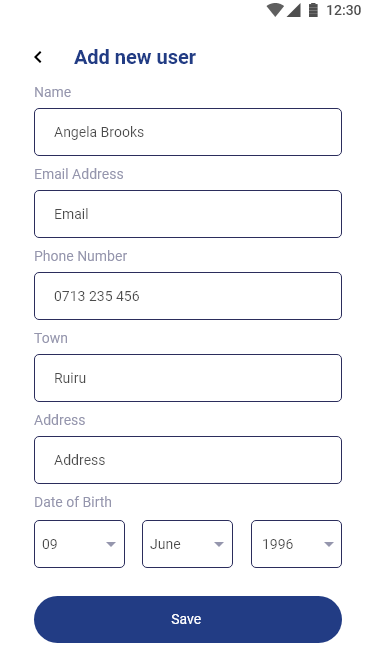 12:30
Add new user
Name
Angela Brooks
Email Address
Email
Phone Number
0713 235 456
Town
Ruiru
Address
Address
Date of Birth
09 June 1996
Save